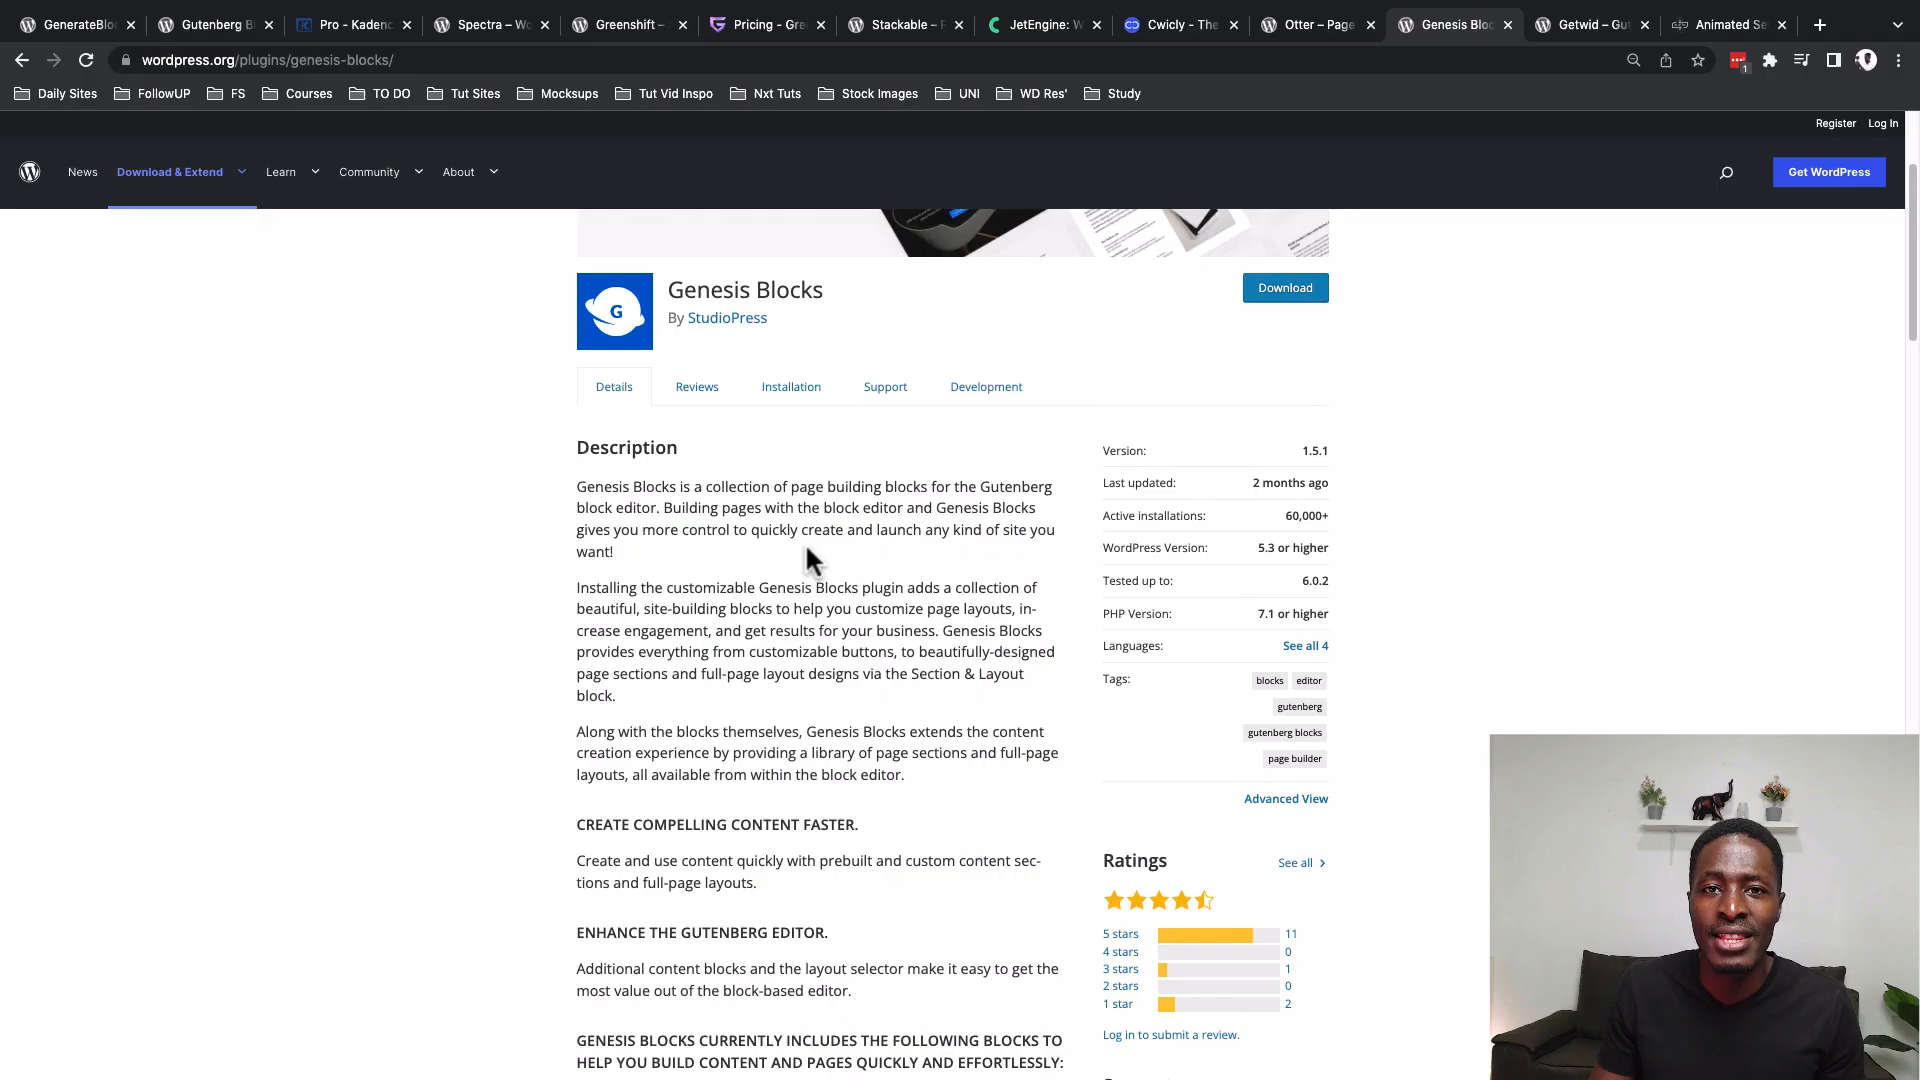 GenerateBloc
Gutenberg B
Pro - Kadenc
Spectra – Wo
Greenshift –
Pricing - Gre
Stackable –
JetEngine: W
Cwicly - The
Otter – Page
Genesis Bloc
Getwid – Gut
Animated Se
wordpress.org/plugins/genesis-blocks/
1
Daily Sites
FollowUP
FS
Courses
TO DO
Tut Sites
Mocksups
Tut Vid Inspo
Nxt Tuts
Stock Images
UNI
WD Res'
Study
Register
Log In
News
Download & Extend
Learn
Community
About
Get WordPress
G
Genesis Blocks
By StudioPress
Download
Details
Reviews
Installation
Support
Development
Description
Genesis Blocks is a collection of page building blocks for the Gutenberg
block editor. Building pages with the block editor and Genesis Blocks
gives you more control to quickly create and launch any kind of site you
want!
Installing the customizable Genesis Blocks plugin adds a collection of
beautiful, site-building blocks to help you customize page layouts, in-
crease engagement, and get results for your business. Genesis Blocks
provides everything from customizable buttons, to beautifully-designed
page sections and full-page layout designs via the Section & Layout
block.
Along with the blocks themselves, Genesis Blocks extends the content
creation experience by providing a library of page sections and full-page
layouts, all available from within the block editor.
CREATE COMPELLING CONTENT FASTER.
Create and use content quickly with prebuilt and custom content sec-
tions and full-page layouts.
ENHANCE THE GUTENBERG EDITOR.
Additional content blocks and the layout selector make it easy to get the
most value out of the block-based editor.
GENESIS BLOCKS CURRENTLY INCLUDES THE FOLLOWING BLOCKS TO
HELP YOU BUILD CONTENT AND PAGES QUICKLY AND EFFORTLESSLY:
Version: 1.5.1
Last updated: 2 months ago
Active installations: 60,000+
WordPress Version: 5.3 or higher
Tested up to: 6.0.2
PHP Version: 7.1 or higher
Languages: See all 4
Tags: blocks editor
gutenberg
gutenberg blocks
page builder
Advanced View
Ratings
See all
5 stars 11
4 stars 0
3 stars 1
2 stars 0
1 star 2
Log in to submit a review.